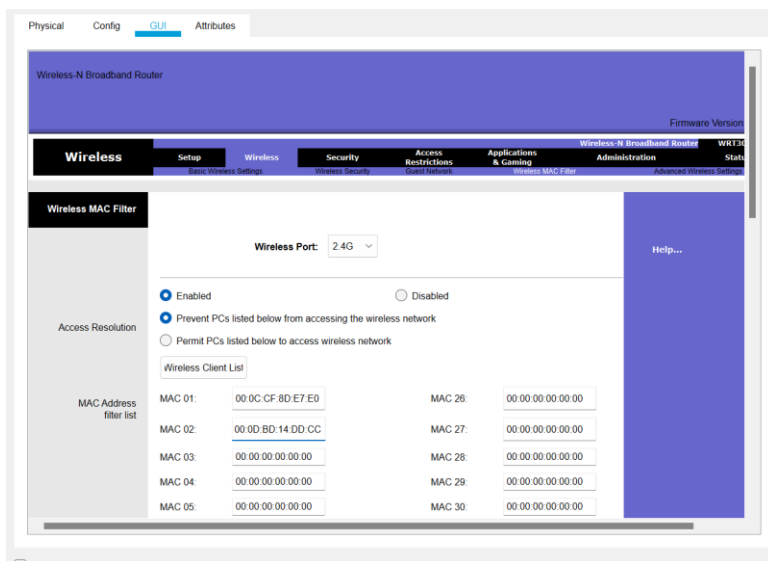 Physical Config GUI Attributes
Wireless-N Broadband Router
Firmware Version
Wireless-N Broadband Router WRT30
Wireless Setup Wireless Security Access Restrictions Applications & Gaming Administration Statu
Basic Wireless Settings Wireless Security Guest Network Wireless MAC Filter Advanced Wireless Settings
Wireless MAC Filter
Wireless Port: 2.4G
Help...
Enabled Disabled
Access Resolution
Prevent PCs listed below from accessing the wireless network
Permit PCs listed below to access wireless network
Wireless Client List
MAC Address
filter list
MAC 01: 00:0C:CF:8D:E7:E0 MAC 26: 00:00:00:00:00:00
MAC 02: 00:0D:BD:14:DD:CC MAC 27: 00:00:00:00:00:00
MAC 03: 00:00:00:00:00:00 MAC 28: 00:00:00:00:00:00
MAC 04: 00:00:00:00:00:00 MAC 29: 00:00:00:00:00:00
MAC 05: 00:00:00:00:00:00 MAC 30: 00:00:00:00:00:00